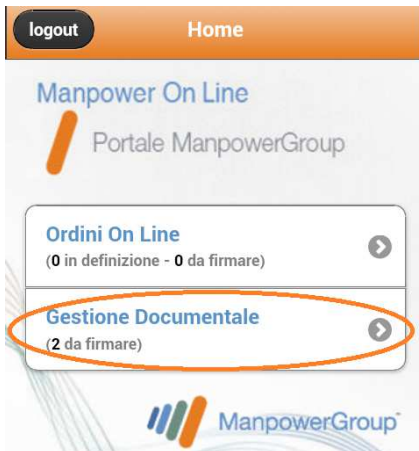 logout
Home
Manpower On Line
Portale ManpowerGroup
Ordini On Line
(0 in definizione - 0 da firmare)
Gestione Documentale
(2 da firmare)
ManpowerGroup™